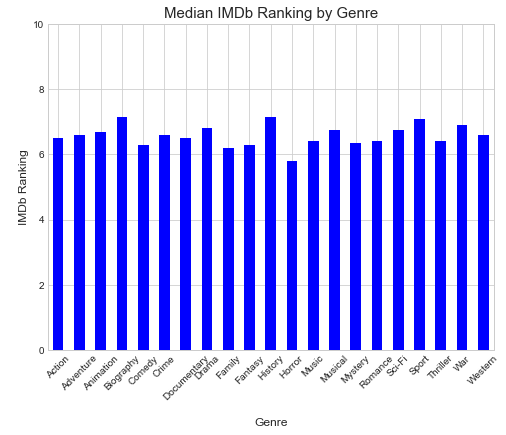 Median IMDb Ranking by Genre
IMDb Ranking
10
8
6
4
2
0
Action
Adventure
Animation
Biography
Comedy
Crime
Documentary
Drama
Family
Fantasy
History
Horror
Music
Musical
Mystery
Romance
Sci-Fi
Sport
Thriller
War
Western
Genre